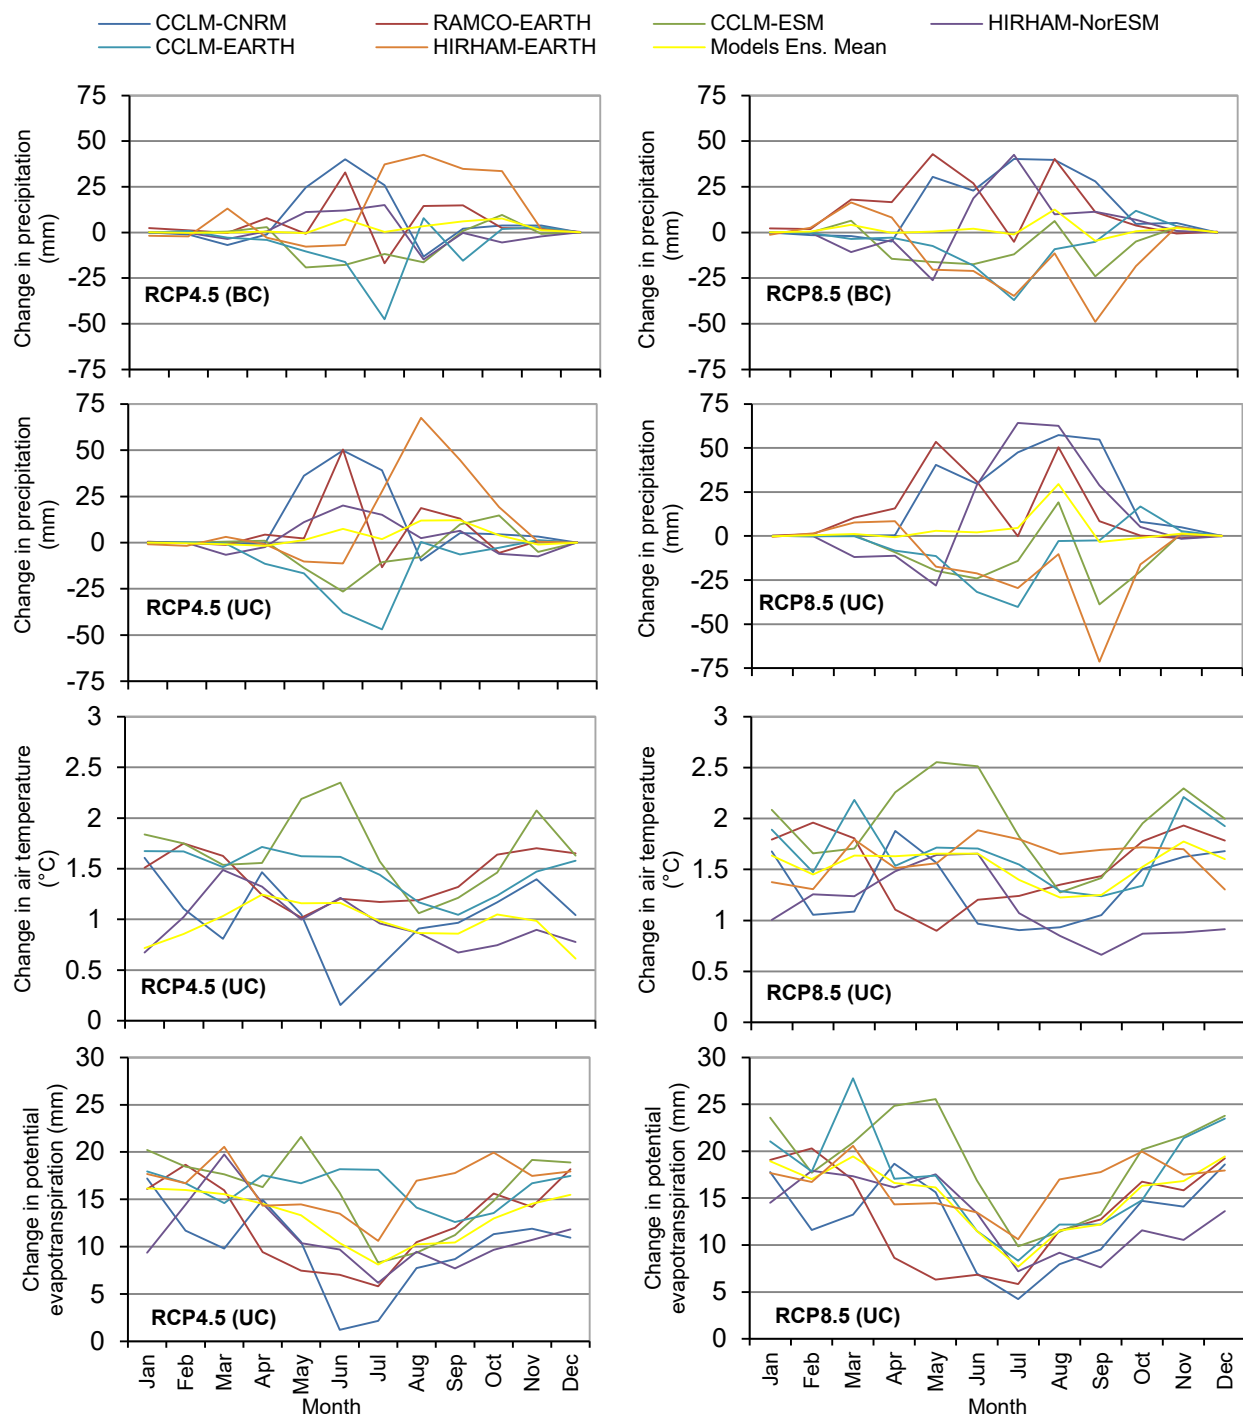 CCLM-CNRM RAMCO-EARTH CCLM-ESM HIRHAM-NorESM
CCLM-EARTH HIRHAM-EARTH Models Ens. Mean
Change in precipitation
(mm)
75
50
25
0
-25
-50
-75
RCP4.5 (BC)
Change in precipitation
(mm)
75
50
25
0
-25
-50
-75
RCP8.5 (BC)
Change in precipitation
(mm)
75
50
25
0
-25
-50
-75
RCP4.5 (UC)
Change in precipitation
(mm)
75
50
25
0
-25
-50
-75
RCP8.5 (UC)
Change in air temperature
(°C)
3
2.5
2
1.5
1
0.5
0
RCP4.5 (UC)
Change in air temperature
(°C)
3
2.5
2
1.5
1
0.5
0
RCP8.5 (UC)
Change in potential
evapotranspiration (mm)
30
25
20
15
10
5
0
RCP4.5 (UC)
Jan Feb Mar Apr May Jun Jul Aug Sep Oct Nov Dec
Month
Change in potential
evapotranspiration (mm)
30
25
20
15
10
5
0
RCP8.5 (UC)
Jan Feb Mar Apr May Jun Jul Aug Sep Oct Nov Dec
Month